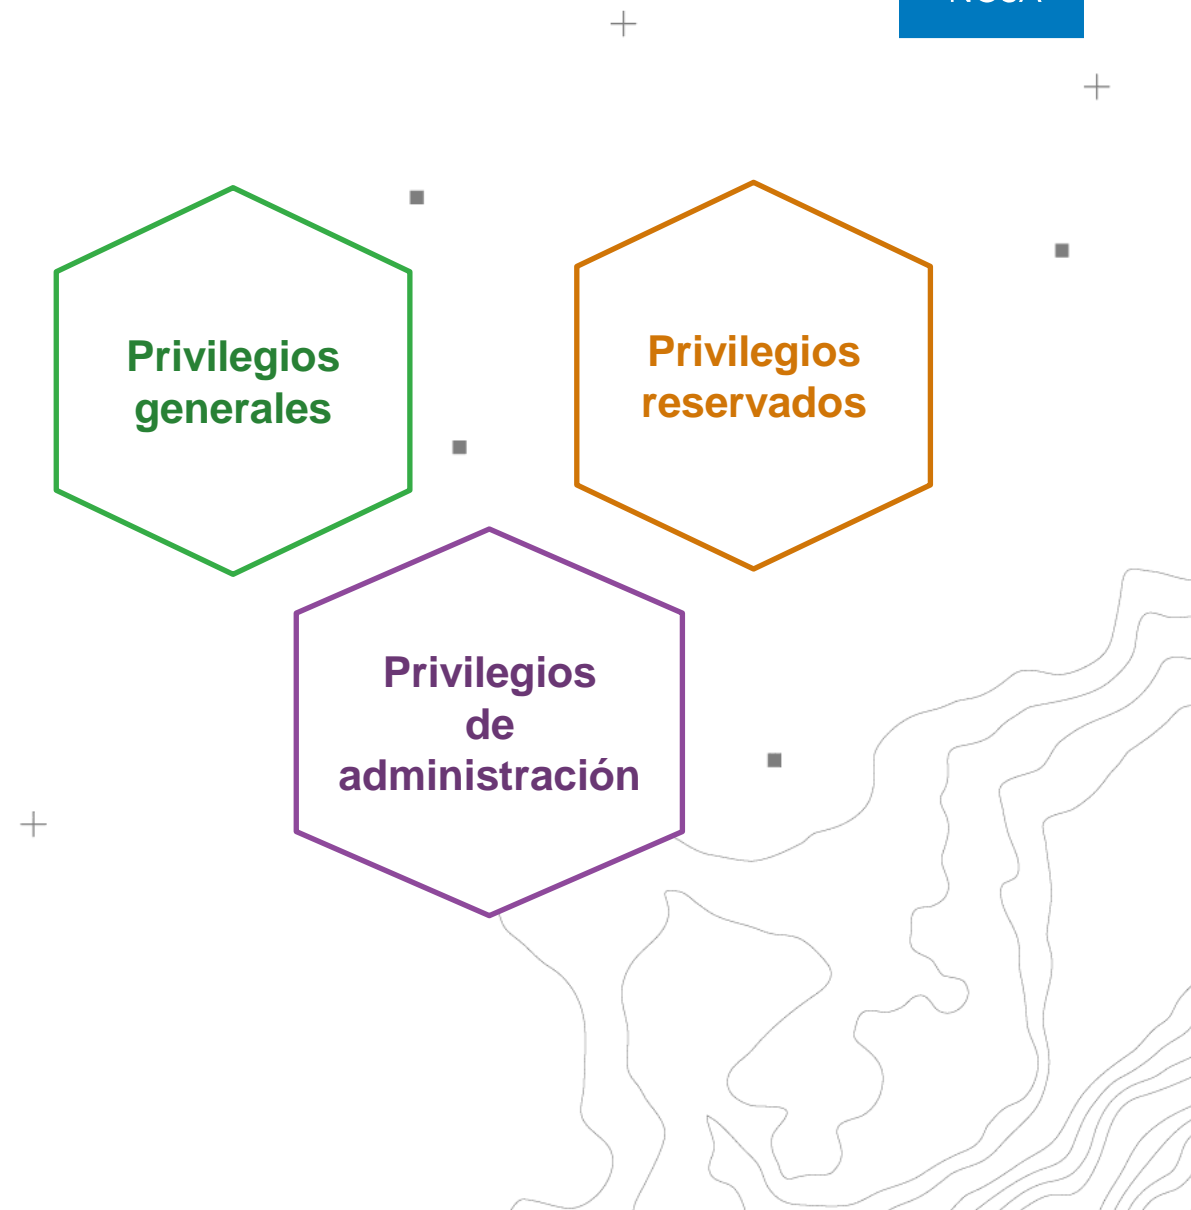 Privilegios
generales
Privilegios
reservados
Privilegios
de
administración